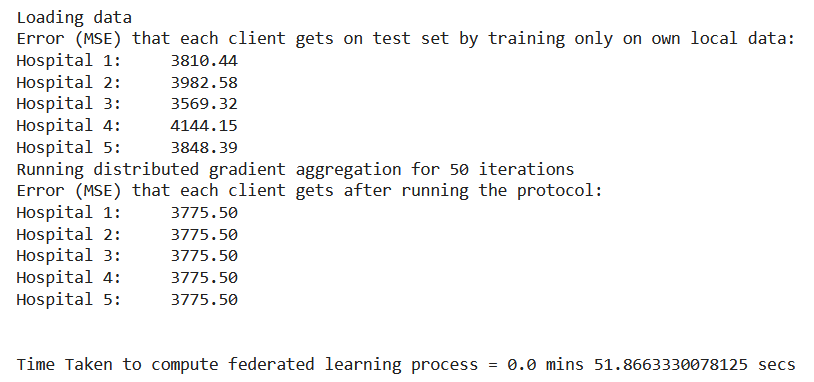 Loading data
Error (MSE) that each client gets on test set by training only on own local data:
Hospital 1:     3810.44
Hospital 2:     3982.58
Hospital 3:     3569.32
Hospital 4:     4144.15
Hospital 5:     3848.39
Running distributed gradient aggregation for 50 iterations
Error (MSE) that each client gets after running the protocol:
Hospital 1:     3775.50
Hospital 2:     3775.50
Hospital 3:     3775.50
Hospital 4:     3775.50
Hospital 5:     3775.50
Time Taken to compute federated learning process = 0.0 mins 51.8663330078125 secs